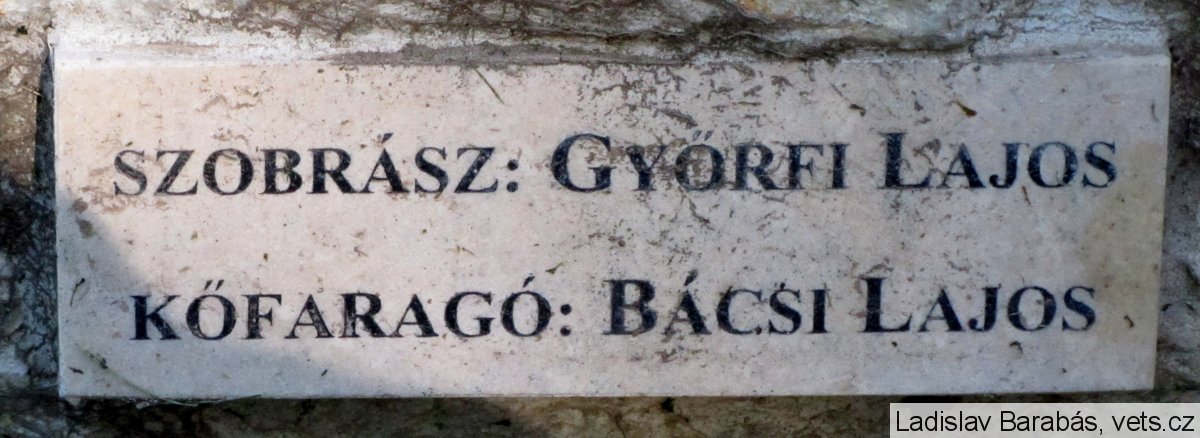 SZOBRÁSZ: GYŐRFI LAJOS
KŐFARAGÓ: BÁCSI LAJOS
Ladislav Barabás, vets.cz